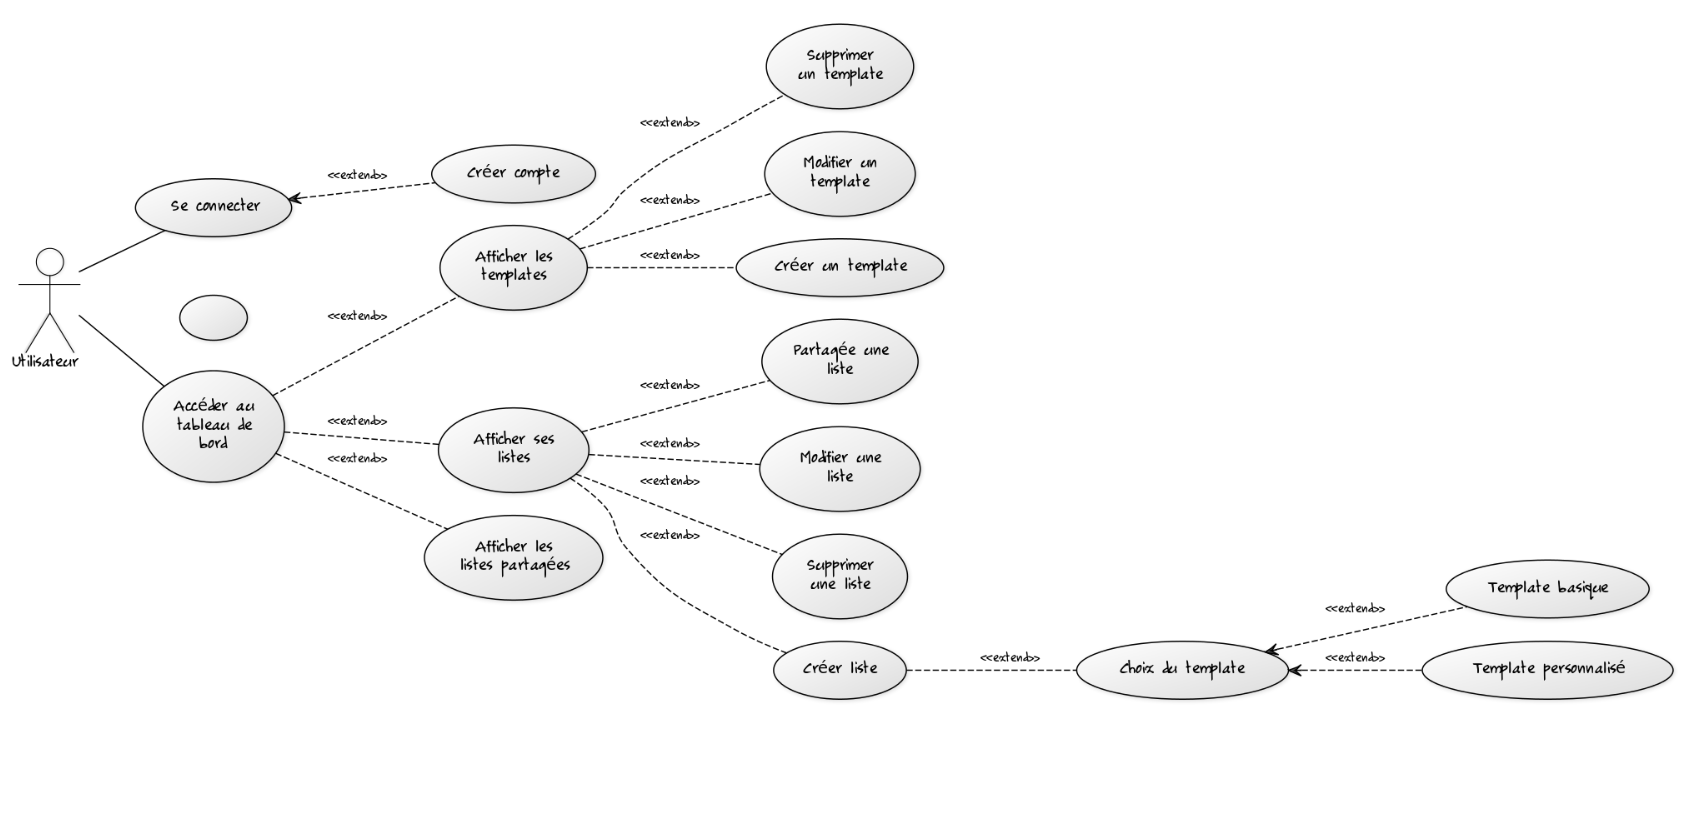 Supprimer
un template
<<extend>>
Modifier un
template
<<extend>>
Créer compte
<<extend>>
Se connecter
<<extend>>
Créer un template
Afficher les
templates
<<extend>>
Utilisateur
Partagée une
liste
<<extend>>
Accéder au
tableau de
bord
<<extend>>
Afficher ses
listes
<<extend>>
Modifier une
liste
<<extend>>
<<extend>>
Afficher les
listes partagées
<<extend>>
Supprimer
une liste
Template basique
<<extend>>
Créer liste
<<extend>>
Choix du template
<<extend>>
Template personnalisé